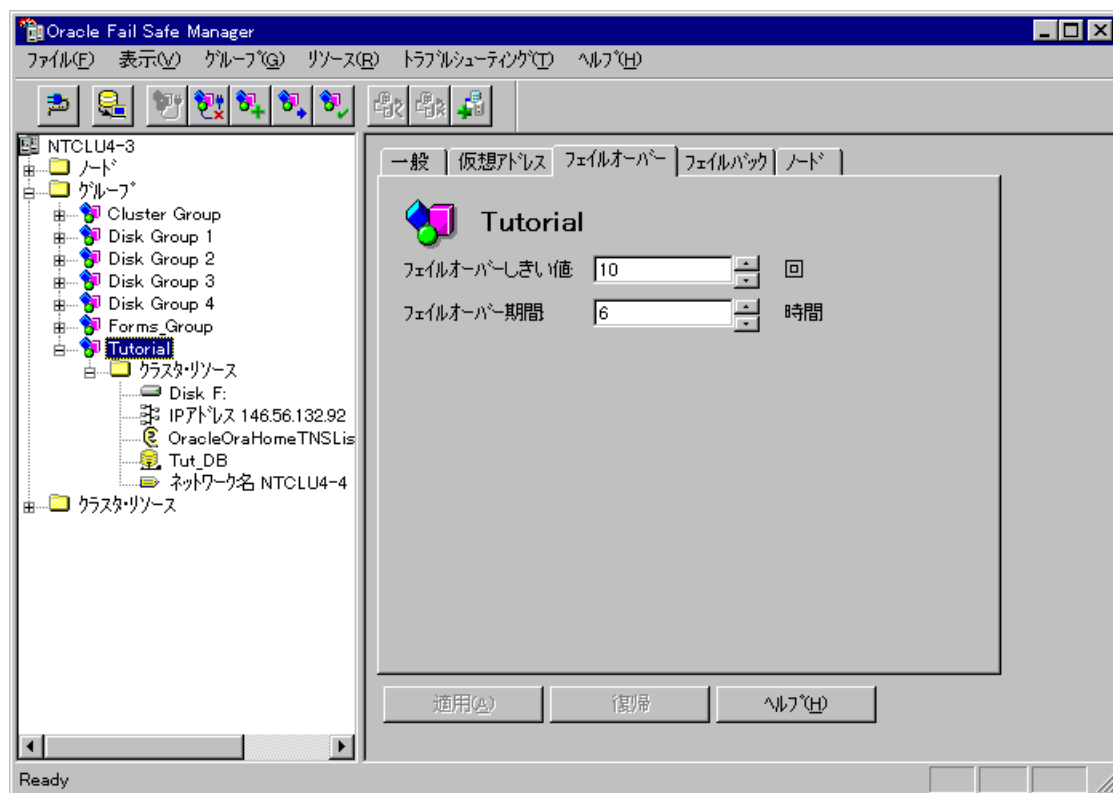 Oracle Fail Safe Manager
ファイル(F) 表示(V) グループ(G) リソース(R) トラブルシューティング(T) ヘルプ(H)
NTCLU4-3
ノード
グループ
Cluster Group
Disk Group 1
Disk Group 2
Disk Group 3
Disk Group 4
Forms_Group
Tutorial
クラスタ・リソース
Disk F:
IPアドレス 146.56.132.92
OracleOraHomeTNSLis
Tut_DB
ネットワーク名 NTCLU4-4
クラスタ・リソース
一般 仮想アドレス フェイルオーバー フェイルバック ノード
Tutorial
フェイルオーバーしきい値 10 回
フェイルオーバー期間 6 時間
適用(A) 復帰 ヘルプ(H)
Ready